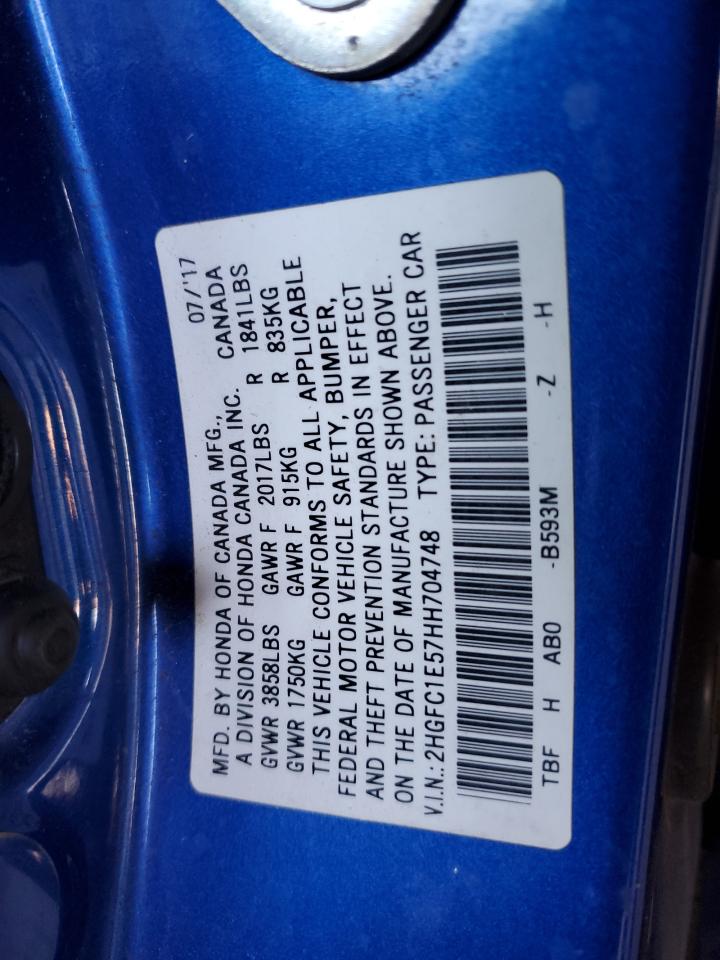 07/'17
MFD. BY HONDA OF CANADA MFG., CANADA
A DIVISION OF HONDA CANADA INC.
GVWR 3858LBS GAWR F 2017LBS R 1841LBS
GVWR 1750KG GAWR F 915KG R 835KG
THIS VEHICLE CONFORMS TO ALL APPLICABLE
FEDERAL MOTOR VEHICLE SAFETY, BUMPER,
AND THEFT PREVENTION STANDARDS IN EFFECT
ON THE DATE OF MANUFACTURE SHOWN ABOVE.
V.I.N.: 2HGFC1E57HH704748 TYPE: PASSENGER CAR
TBF H AB0 -B593M -Z -H